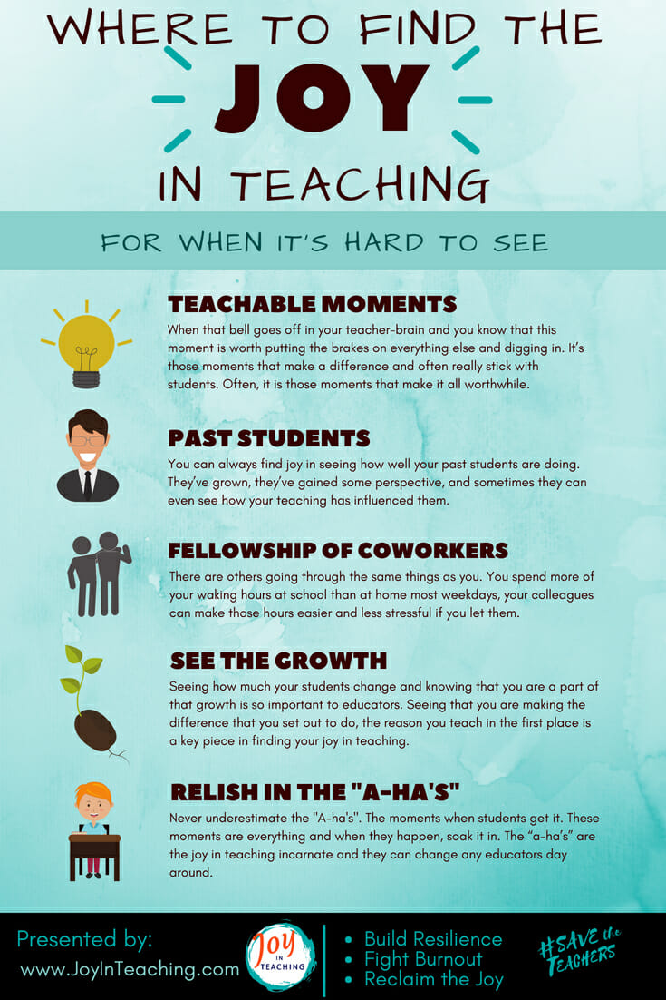 WHERE TO FIND THE
JOY
IN TEACHING
FOR WHEN IT'S HARD TO SEE
TEACHABLE MOMENTS
When that bell goes off in your teacher-brain and you know that this
moment is worth putting the brakes on everything else and digging in. It's
those moments that make a difference and often really stick with
students. Often, it is those moments that make it all worthwhile.
PAST STUDENTS
You can always find joy in seeing how well your past students are doing.
They've grown, they've gained some perspective, and sometimes they can
even see how your teaching has influenced them.
FELLOWSHIP OF COWORKERS
There are others going through the same things as you. You spend more of
your waking hours at school than at home most weekdays, your colleagues
can make those hours easier and less stressful if you let them.
SEE THE GROWTH
Seeing how much your students change and knowing that you are a part of
that growth is so important to educators. Seeing that you are making the
difference that you set out to do, the reason you teach in the first place is
a key piece in finding your joy in teaching.
RELISH IN THE "A-HA'S"
Never underestimate the "A-ha's". The moments when students get it. These
moments are everything and when they happen, soak it in. The “a-ha’s” are
the joy in teaching incarnate and they can change any educators day
around.
Presented by:
www.JoyInTeaching.com
Joy
IN
TEACHING
• Build Resilience
• Fight Burnout
• Reclaim the Joy
#SAVE the
TEACHERS